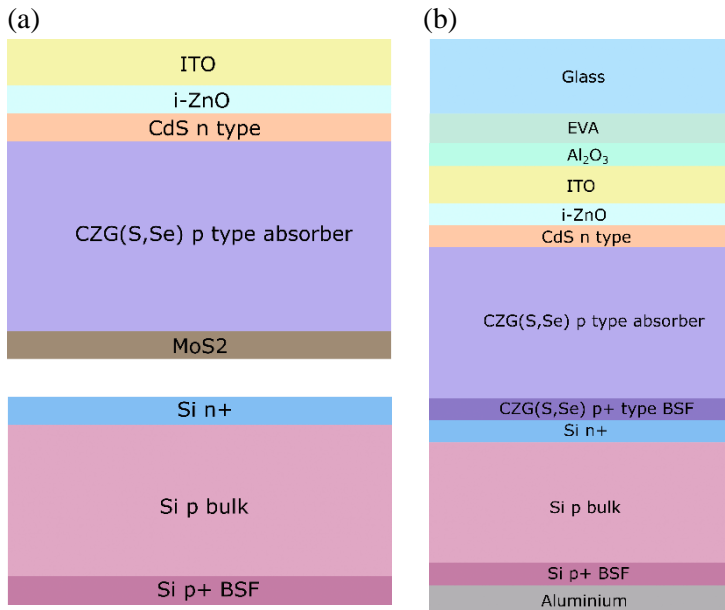 (a)
ITO
i-ZnO
CdS n type
CZG(S,Se) p type absorber
MoS2
Si n+
Si p bulk
Si p+ BSF
(b)
Glass
EVA
Al₂O₃
ITO
i-ZnO
CdS n type
CZG(S,Se) p type absorber
CZG(S,Se) p+ type BSF
Si n+
Si p bulk
Si p+ BSF
Aluminium